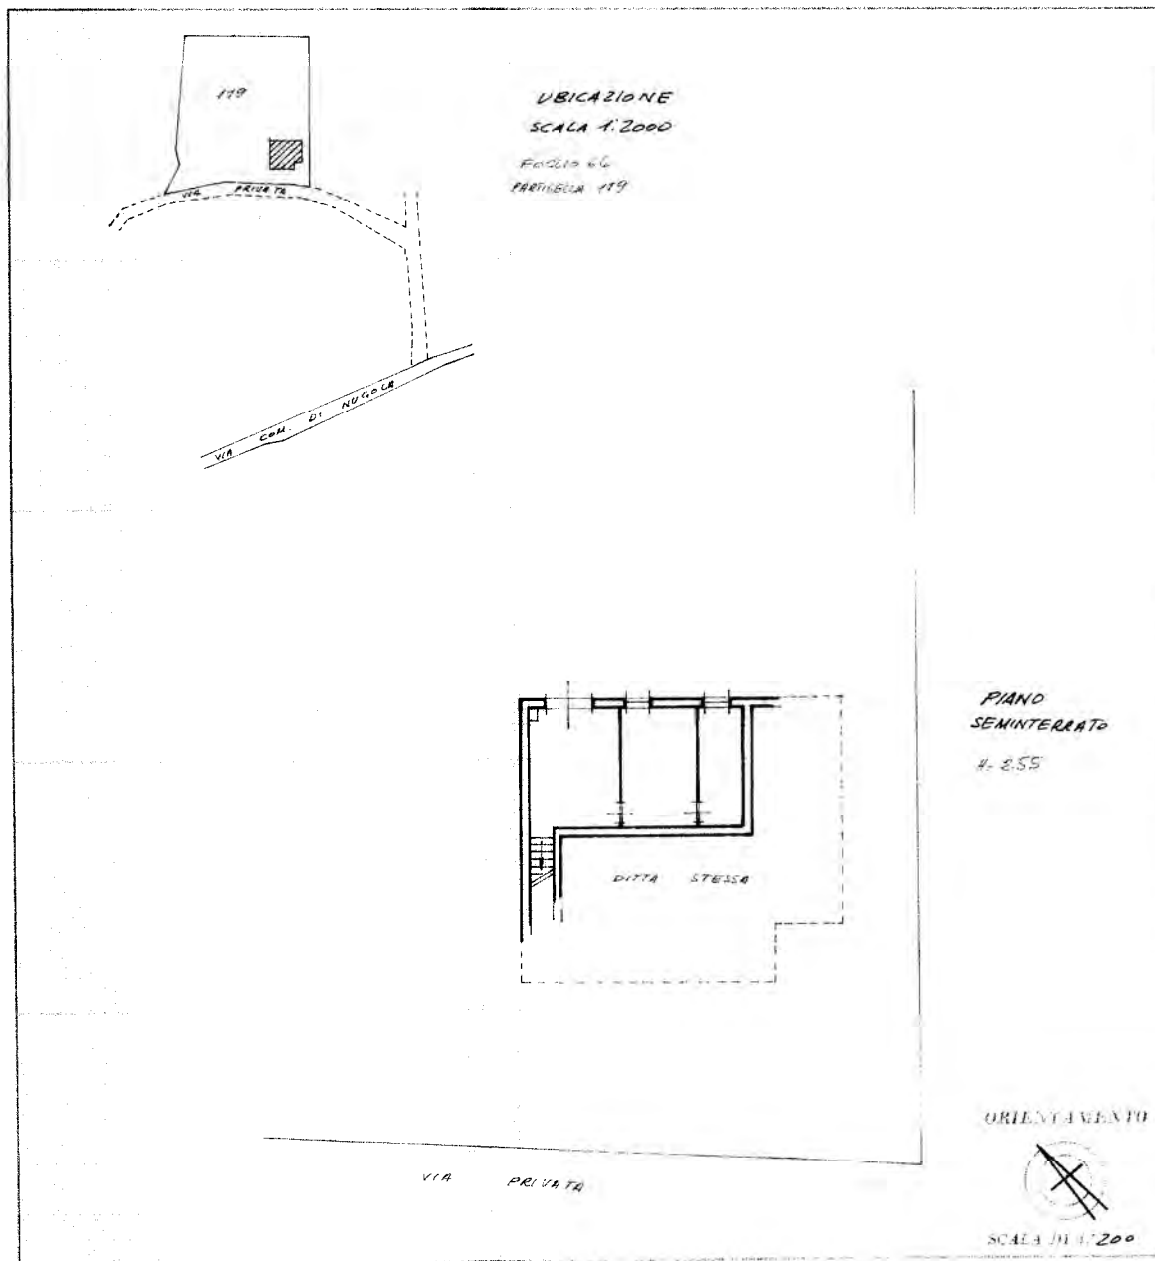 119
UBICAZIONE
SCALA 1:2000
FOGLIO 66
PARTICELLA 119
VIA PRIVATA
VIA COM. DI NUGOLA
PIANO
SEMINTERRATO
H= 2.55
DITTA STESSA
VIA PRIVATA
ORIENTAMENTO
SCALA DI 1:200